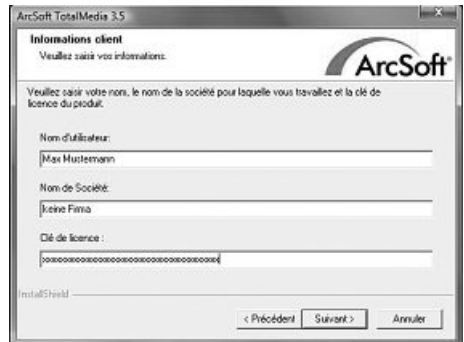 ArcSoft TotalMedia 3.5
Informations client
Veuillez saisir vos informations.
ArcSoft
Veuillez saisir votre nom, le nom de la société pour laquelle vous travaillez et la clé de
licence du produit.
Nom d'utilisateur:
Max Mustermann
Nom de Société:
keine Firma
Clé de licence :
InstallShield
< Précédent
Suivant >
Annuler